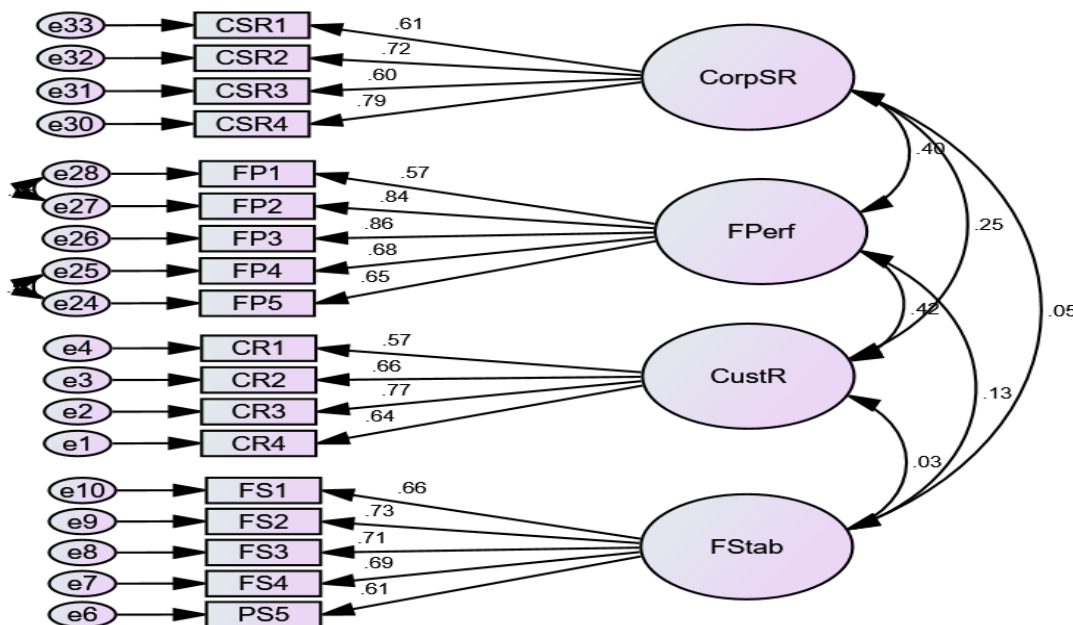 e33 CSR1 .61
e32 CSR2 .72
e31 CSR3 .60
e30 CSR4 .79
CorpSR
e28 FP1 .57
e27 FP2 .84
e26 FP3 .86
e25 FP4 .68
e24 FP5 .65
FPerf
e4 CR1 .57
e3 CR2 .66
e2 CR3 .77
e1 CR4 .64
CustR
e10 FS1 .66
e9 FS2 .73
e8 FS3 .71
e7 FS4 .69
e6 PS5 .61
FStab
.40
.25
.42
.05
.13
.03